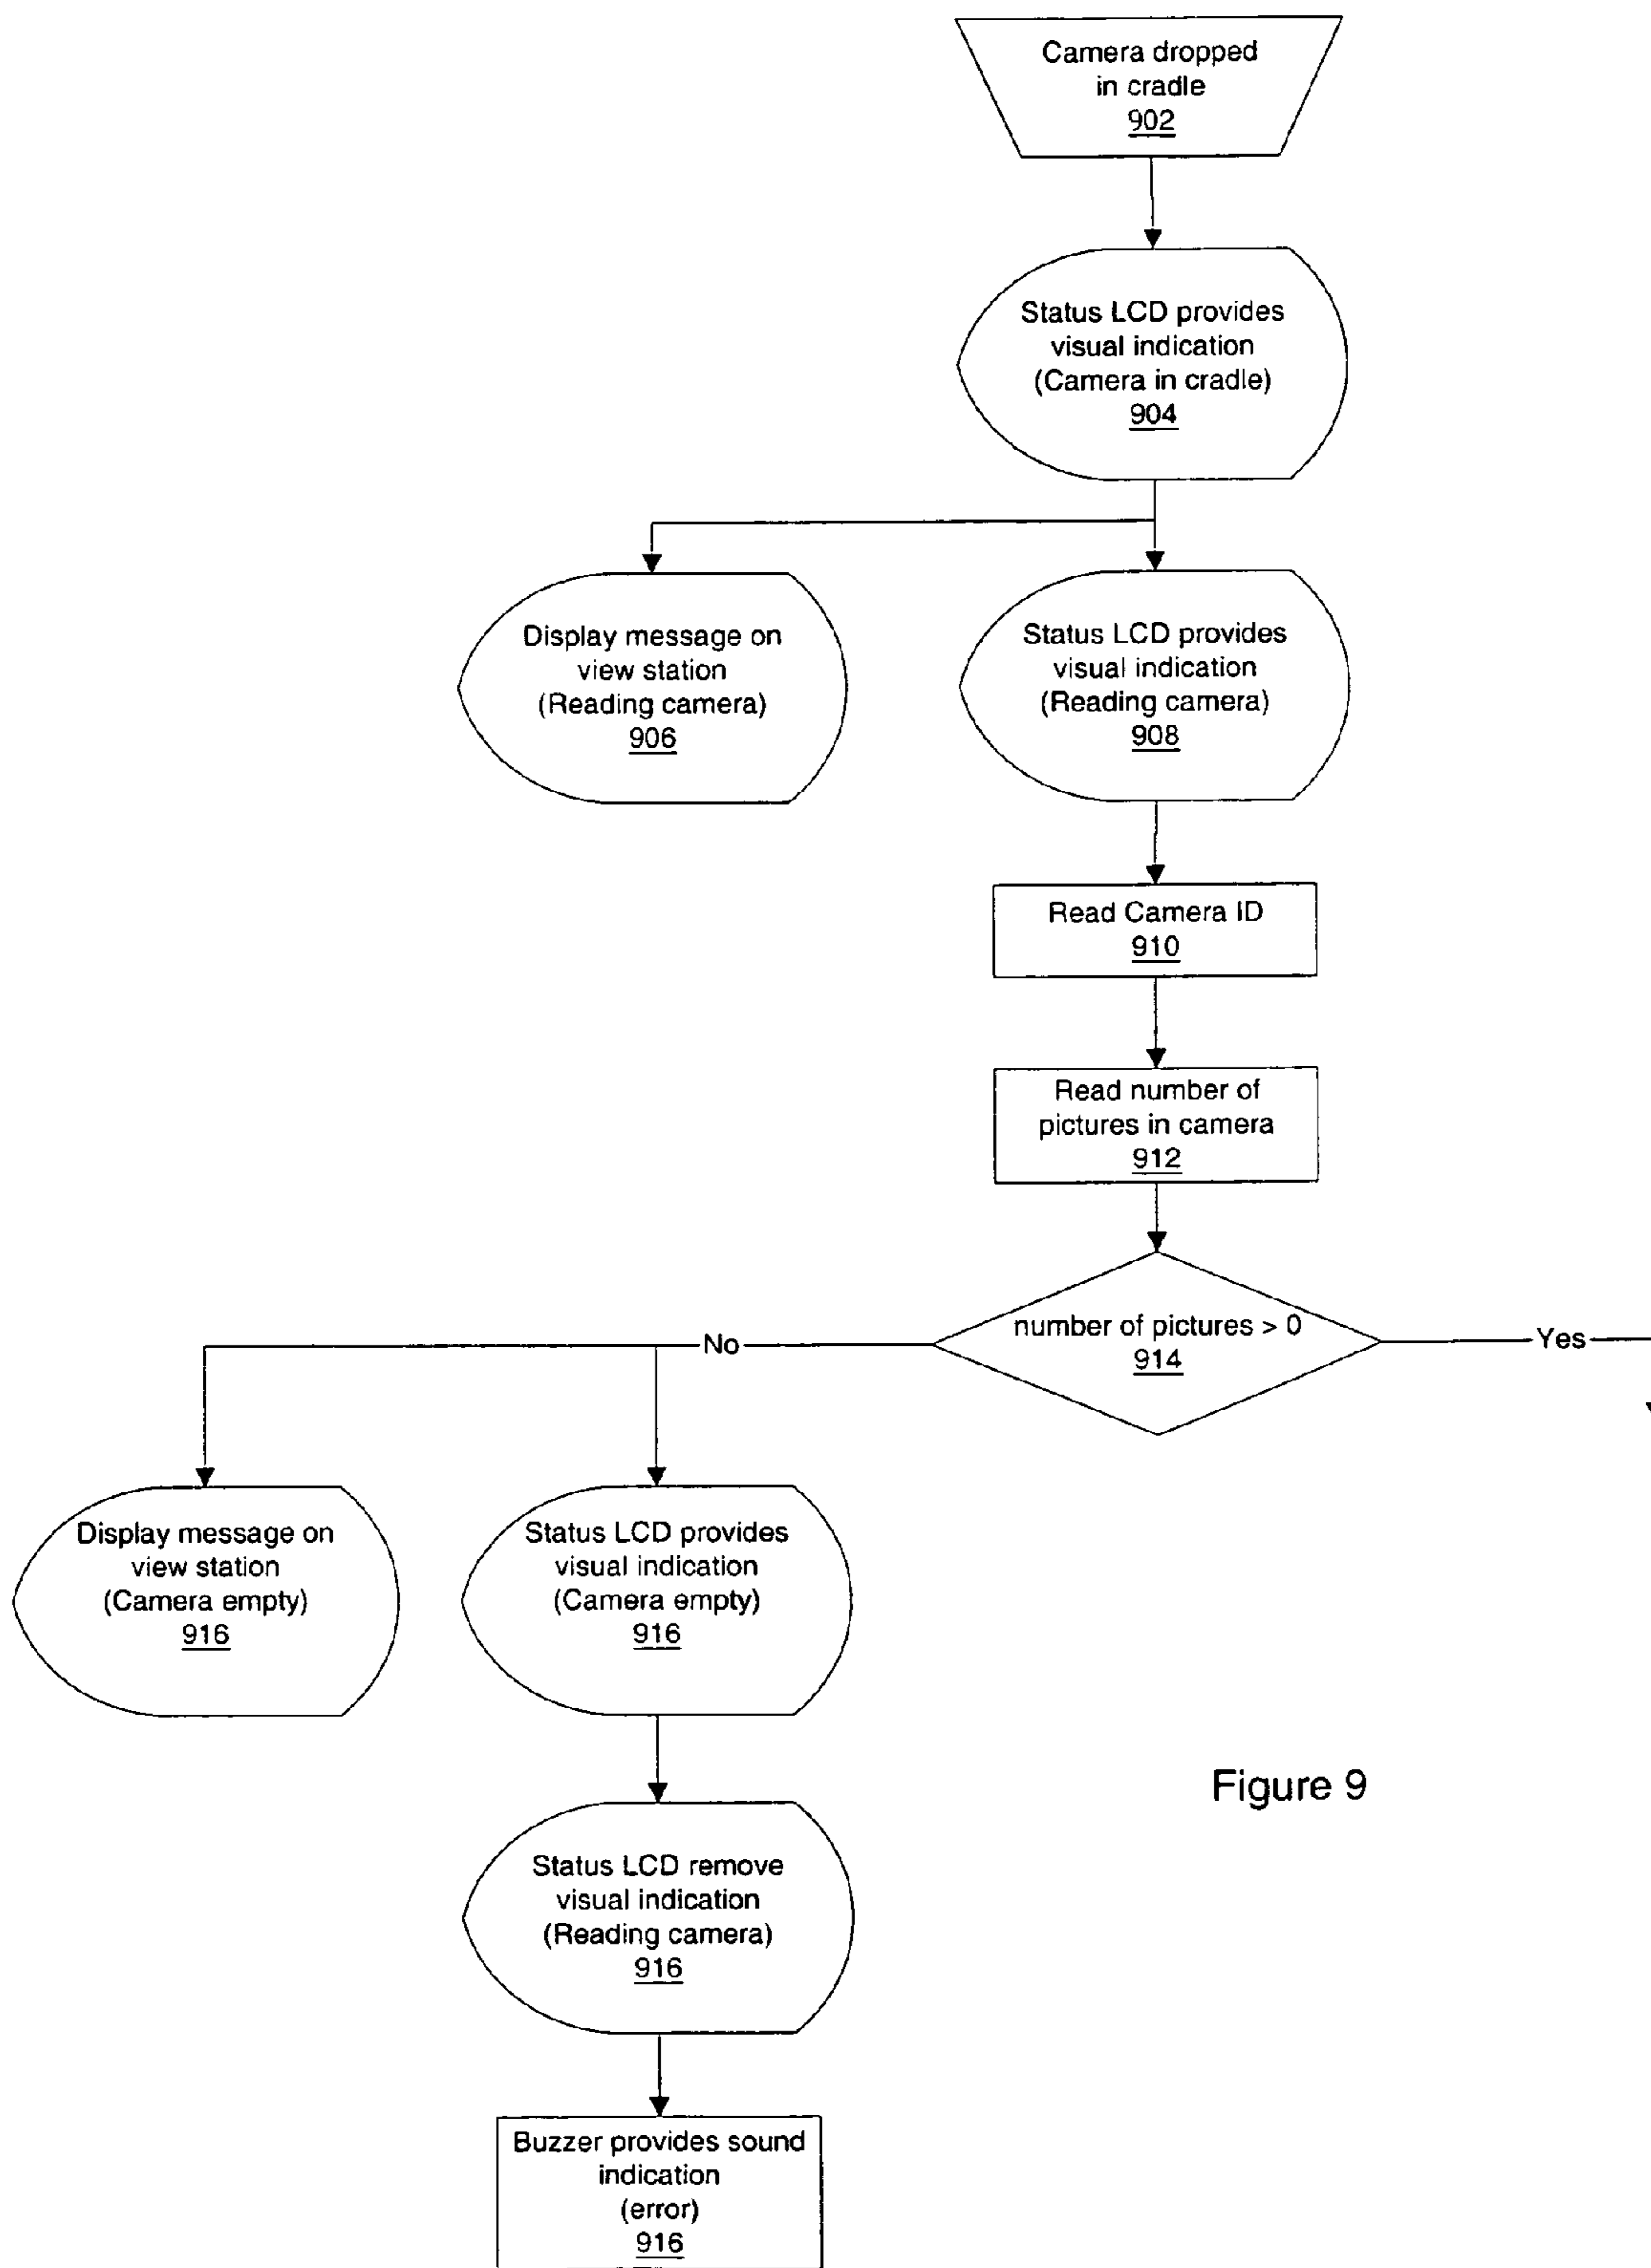 Camera dropped
in cradle
902
Status LCD provides
visual indication
(Camera in cradle)
904
Display message on
view station
(Reading camera)
906
Status LCD provides
visual indication
(Reading camera)
908
Read Camera ID
910
Read number of
pictures in camera
912
number of pictures > 0
914
No
Yes
Display message on
view station
(Camera empty)
916
Status LCD provides
visual indication
(Camera empty)
916
Figure 9
Status LCD remove
visual indication
(Reading camera)
916
Buzzer provides sound
indication
(error)
916